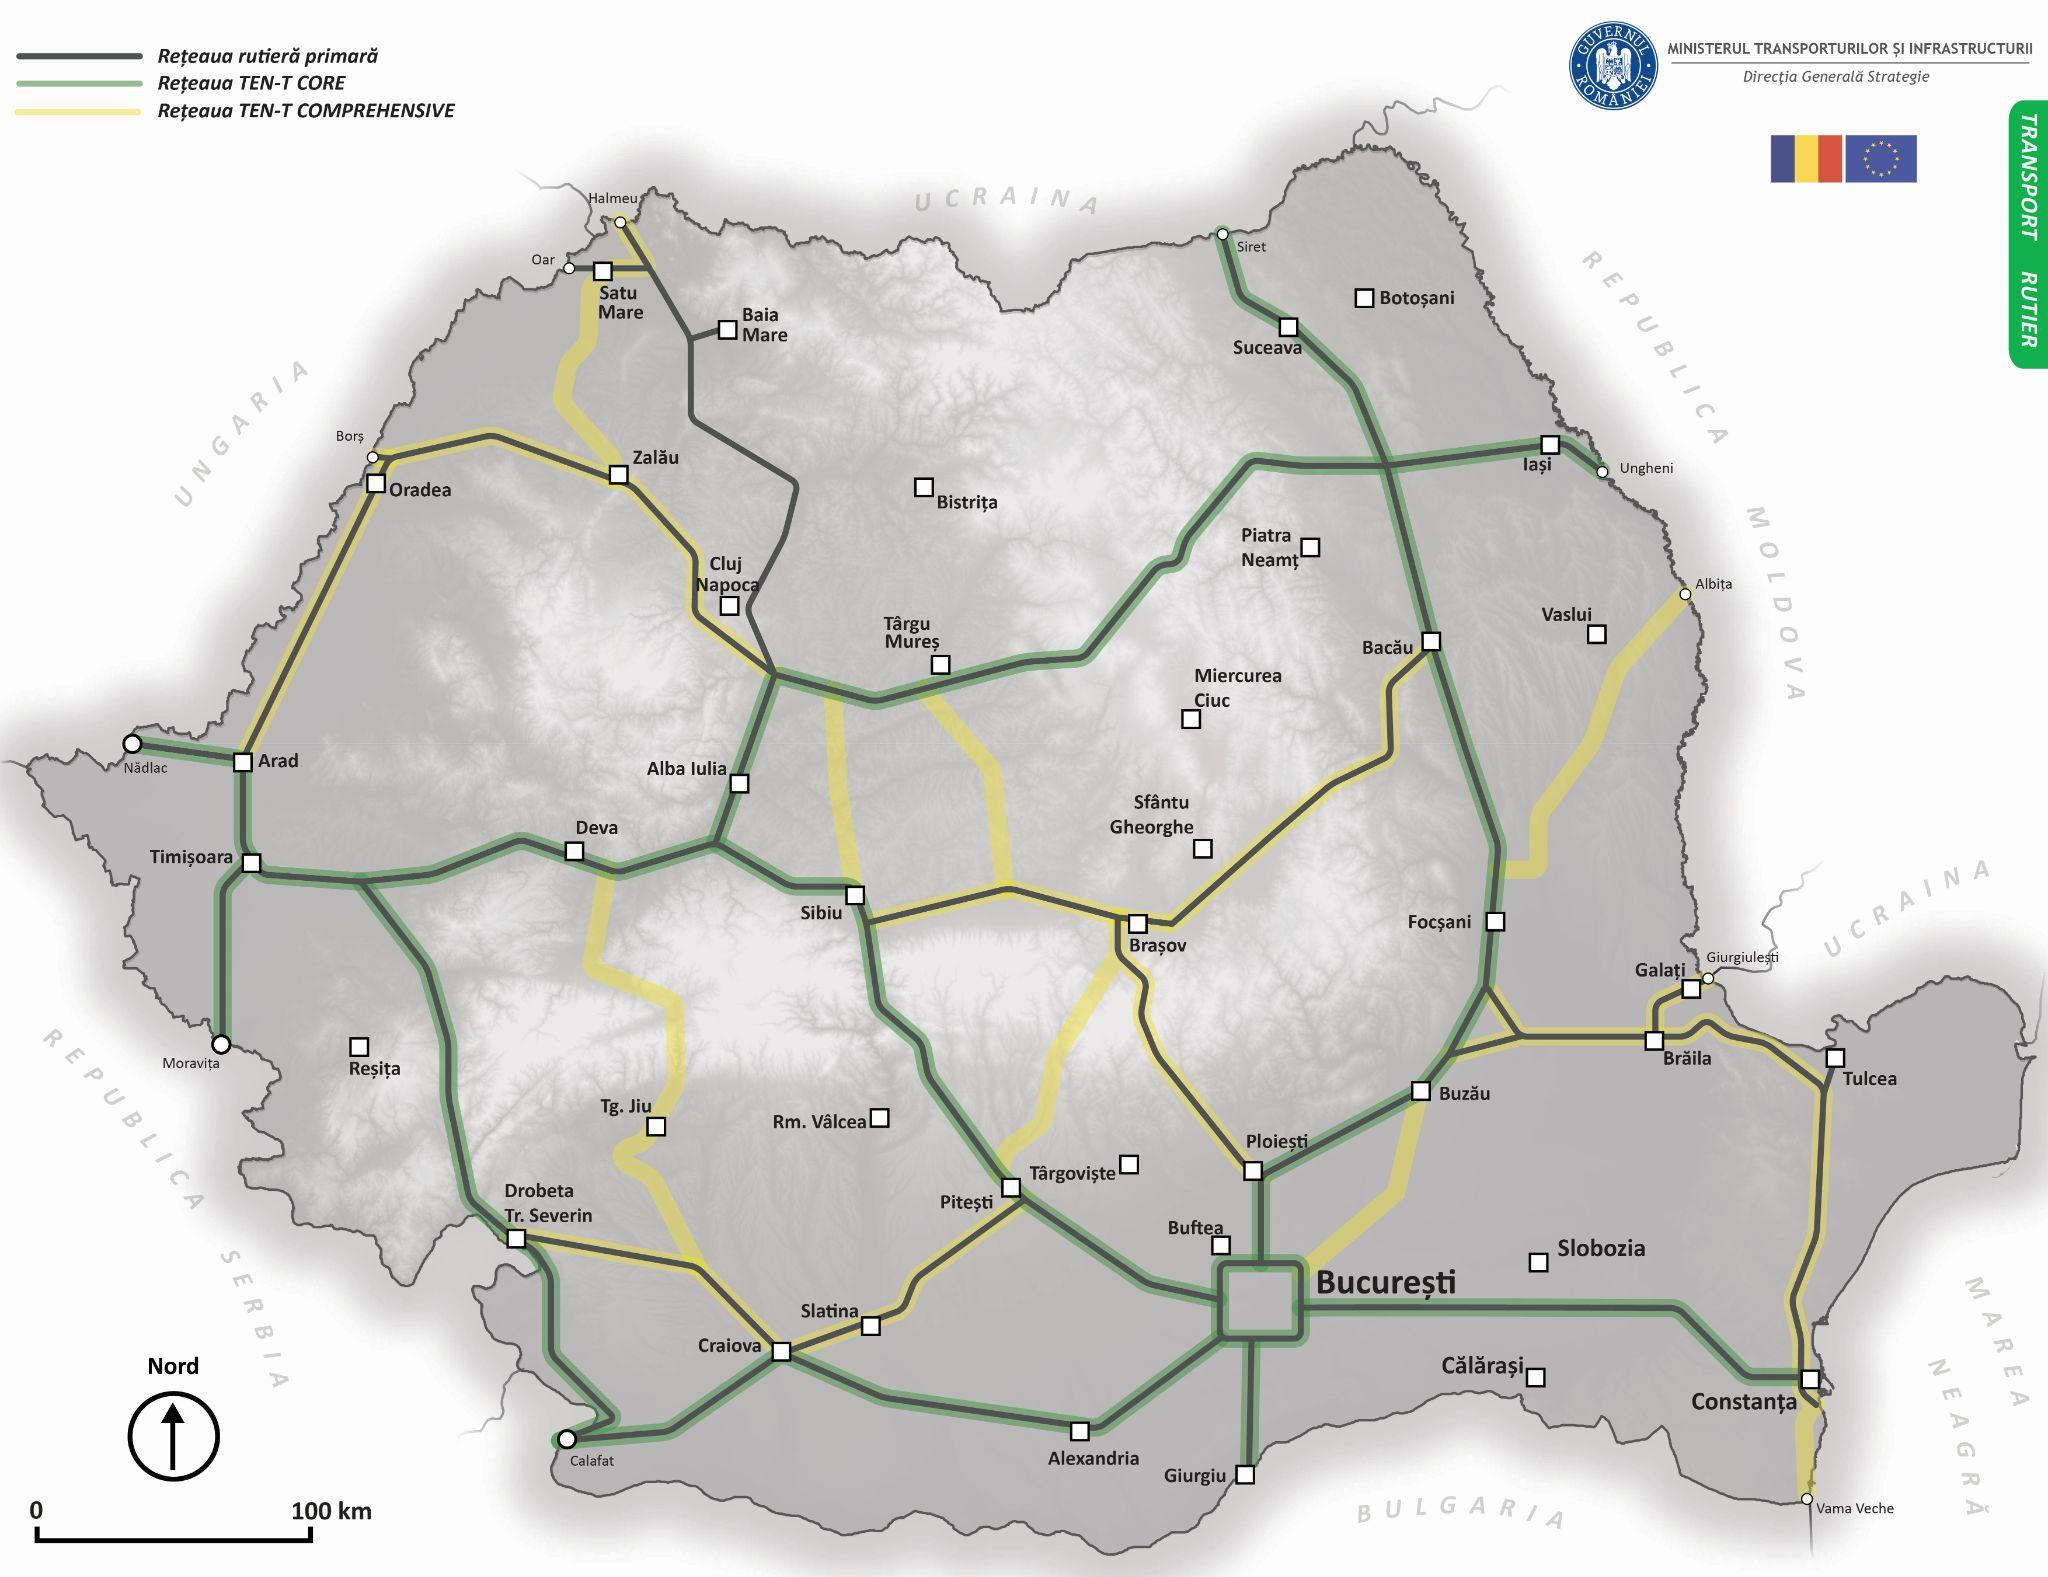 Rețeaua rutieră primară
Rețeaua TEN-T CORE
Rețeaua TEN-T COMPREHENSIVE
GUVERNUL ROMÂNIEI
MINISTERUL TRANSPORTURILOR ȘI INFRASTRUCTURII
Direcția Generală Strategie
TRANSPORT RUTIER
UCRAINA
Halmeu
Oar
Satu
Mare
Baia
Mare
Siret
Botoșani
Suceava
REPUBLICA MOLDOVA
UNGARIA
Borș
Oradea
Zalău
Bistrița
Iași
Ungheni
Piatra
Neamț
Cluj
Napoca
Albița
Vaslui
Târgu
Mureș
Bacău
Miercurea
Ciuc
Nădlac
Arad
Alba Iulia
Sfântu
Gheorghe
Deva
Timișoara
Sibiu
Brașov
Focșani
UCRAINA
Galați
Giurgiulești
Moravița
Reșița
Brăila
Tulcea
REPUBLICA SERBIA
Tg. Jiu
Rm. Vâlcea
Buzău
Ploiești
Târgoviște
Pitești
Drobeta
Tr. Severin
Buftea
Slobozia
București
Slatina
Craiova
Călărași
Constanța
MAREA
NEAGRĂ
Nord
Calafat
Alexandria
Giurgiu
BULGARIA
Vama Veche
0 100 km